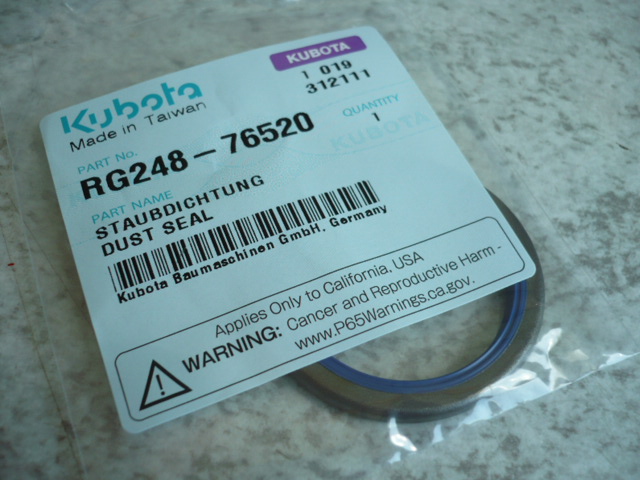 KUBOTA
1 019
312111
Kubota
Made in Taiwan
PART No.
QUANTITY
RG248-76520
1
KUBOTA
PART NAME
STAUBDICHTUNG
DUST SEAL
Kubota Baumaschinen GmbH. Germany
Applies Only to California, USA
WARNING: Cancer and Reproductive Harm -
www.P65Warnings.ca.gov.